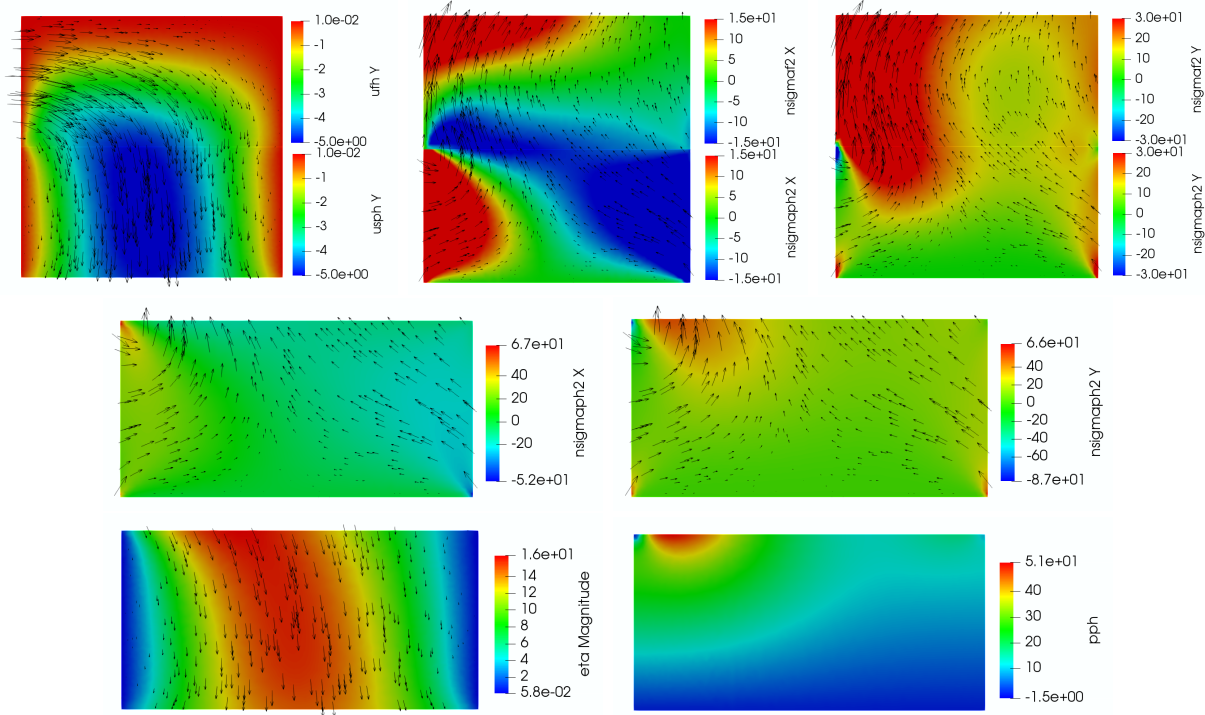 1.0e-02
-1
-2
-3
-4
-5.0e+00
ufh Y
1.0e-02
-1
-2
-3
-4
-5.0e+00
usph Y
1.5e+01
10
5
0
-5
-10
-1.5e+01
nsigmaf2 X
1.5e+01
10
5
0
-5
-10
-1.5e+01
nsigmaph2 X
3.0e+01
20
10
0
-10
-20
-3.0e+01
nsigmaf2 Y
3.0e+01
20
10
0
-10
-20
-3.0e+01
nsigmaph2 Y
6.7e+01
40
20
0
-20
-5.2e+01
nsigmaph2 X
6.6e+01
40
20
0
-20
-40
-60
-8.7e+01
nsigmaph2 Y
1.6e+01
14
12
10
8
6
4
2
5.8e-02
eta Magnitude
5.1e+01
40
30
20
10
-1.5e+00
pph